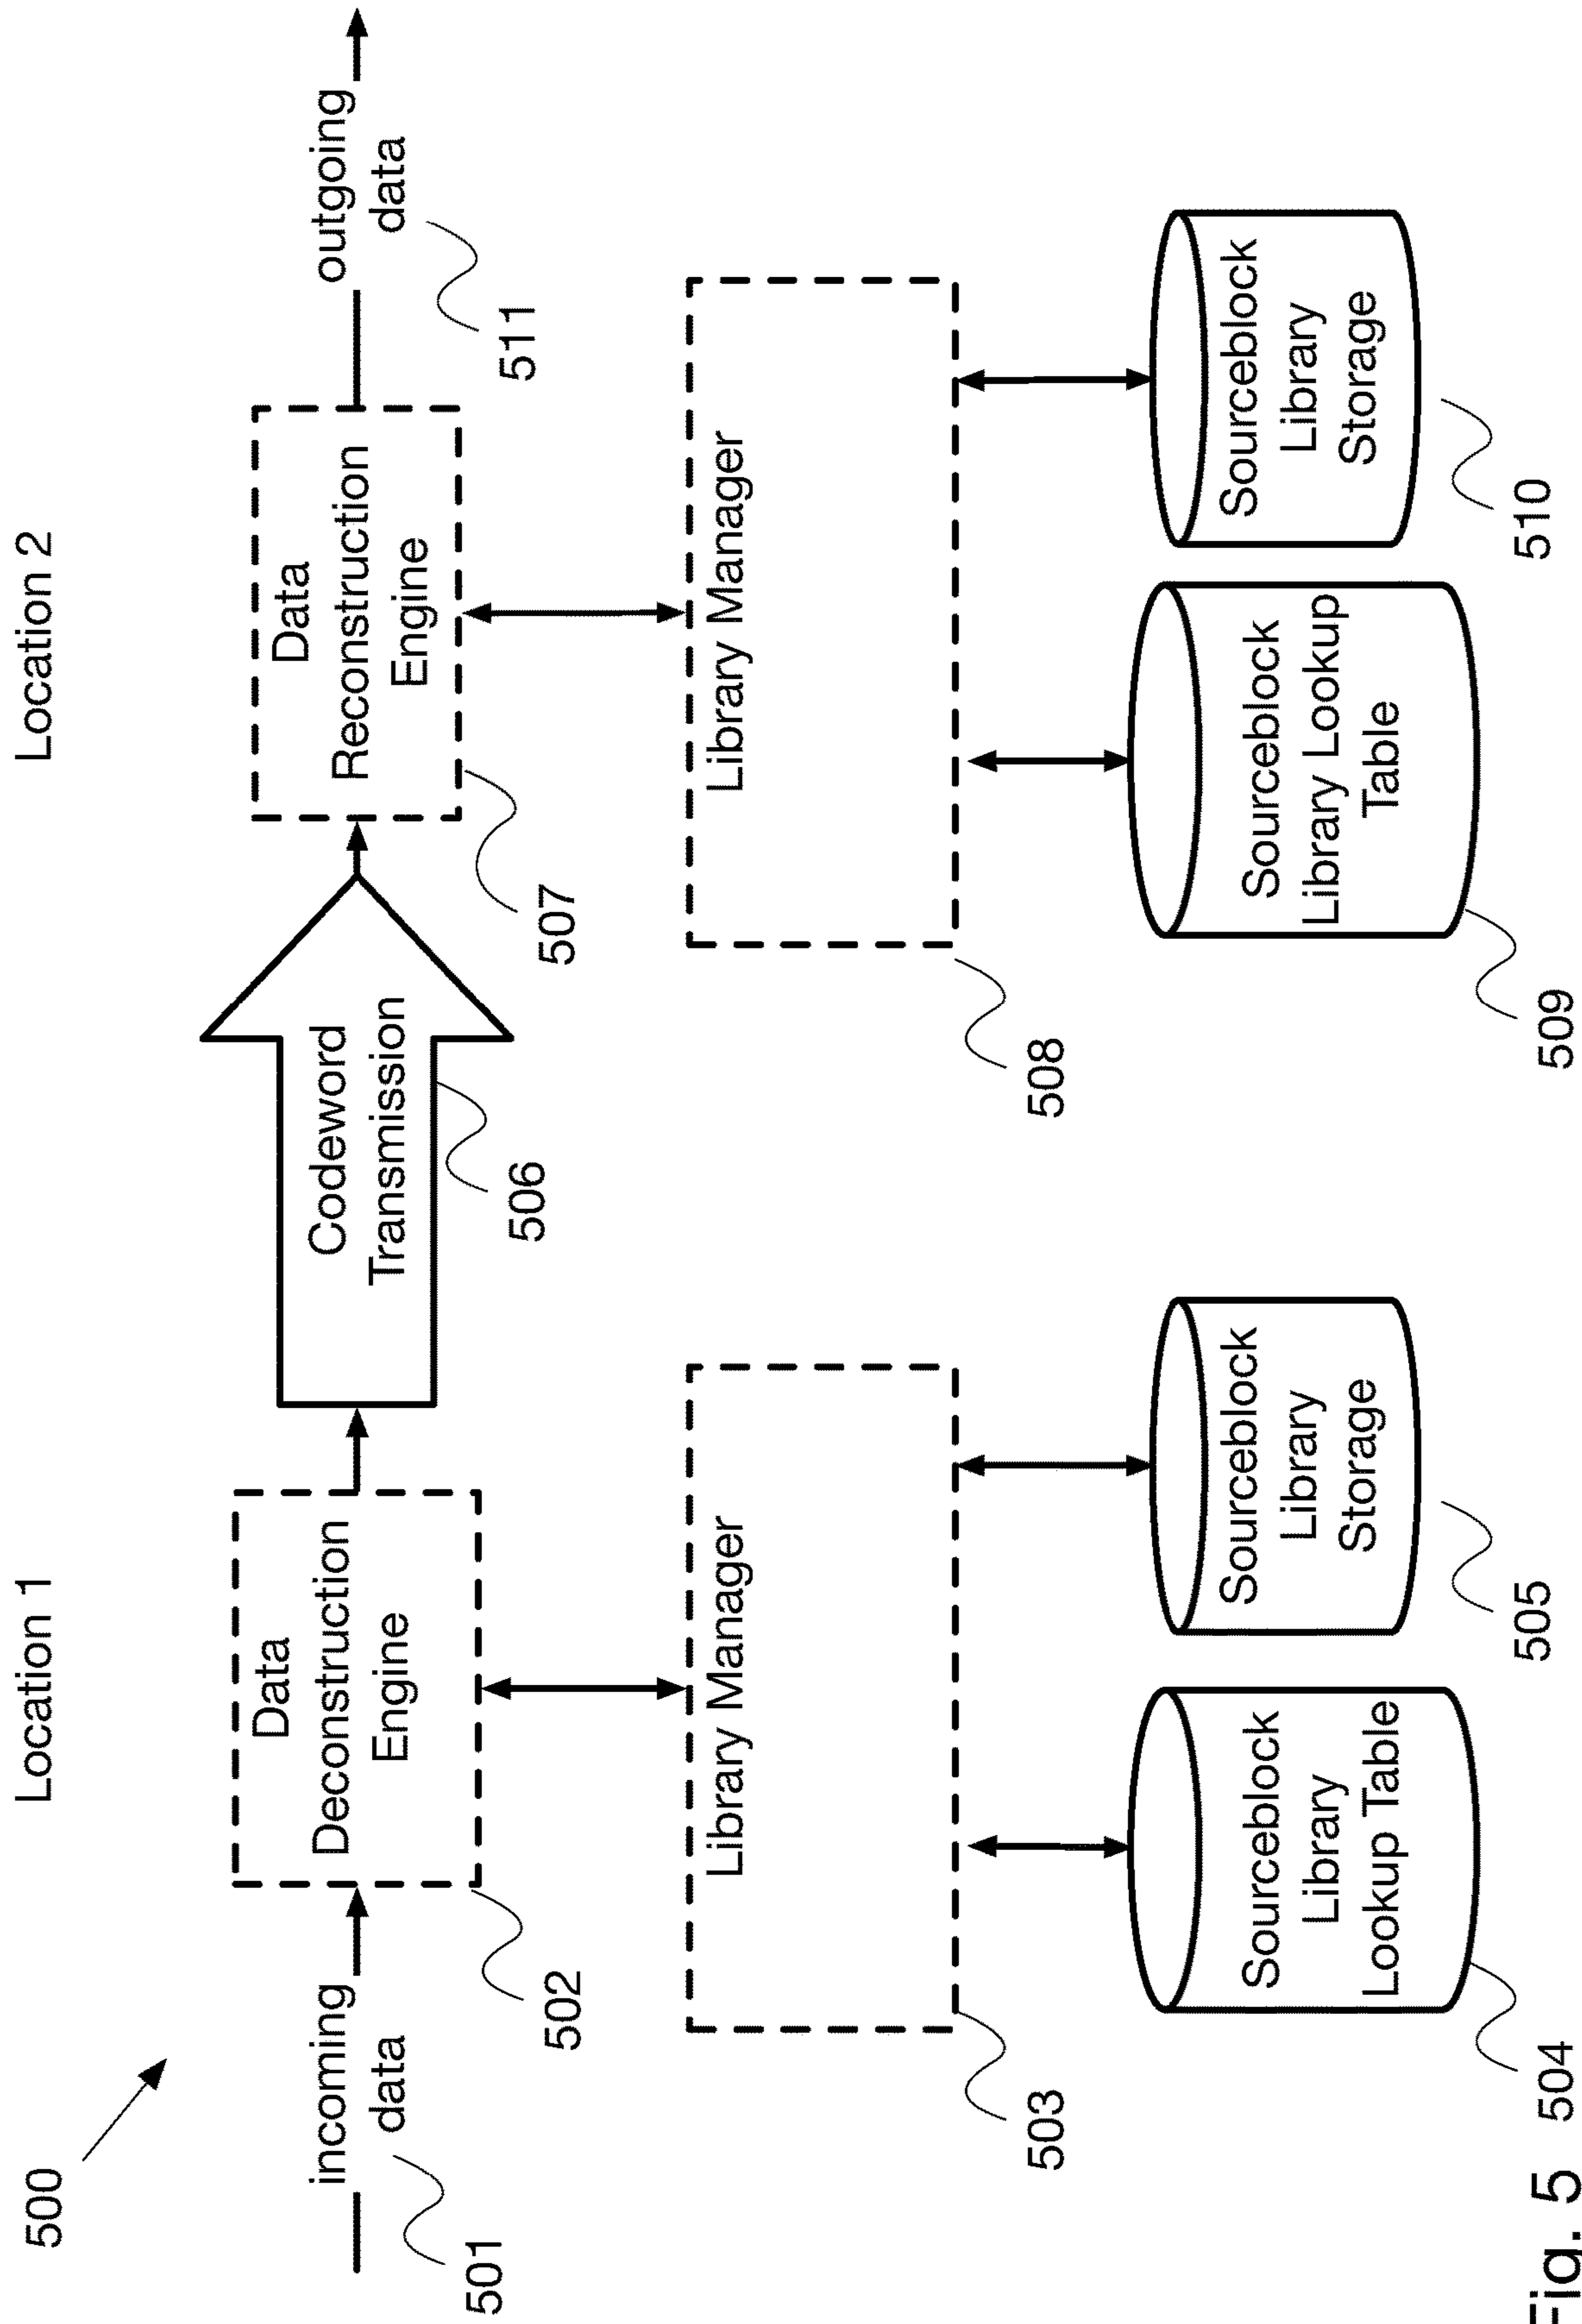 500
Location 1
Location 2
incoming
data
501
Data
Deconstruction
Engine
502
Codeword
Transmission
506
Data
Reconstruction
Engine
507
outgoing
data
511
Library Manager
503
Library Manager
508
Sourceblock
Library
Lookup Table
504
Sourceblock
Library
Storage
505
Sourceblock
Library Lookup
Table
509
Sourceblock
Library
Storage
510
Fig. 5